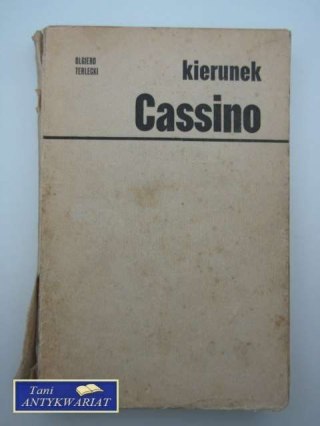 OLGIERD
TERLECKI
kierunek
Cassino
Tani
ANTYKWARIAT